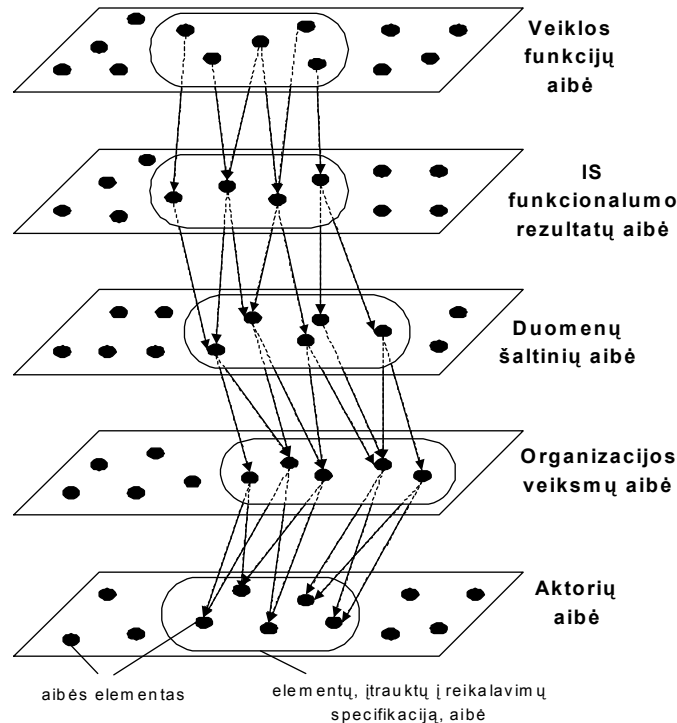 Veiklos
funkcijų
aibė
IS
funkcionalumo
rezultatų aibė
Duomenų
šaltinių aibė
Organizacijos
veiksmų aibė
Aktorių
aibė
aibės elementas
elementų, įtrauktų į reikalavimų
specifikaciją, aibė